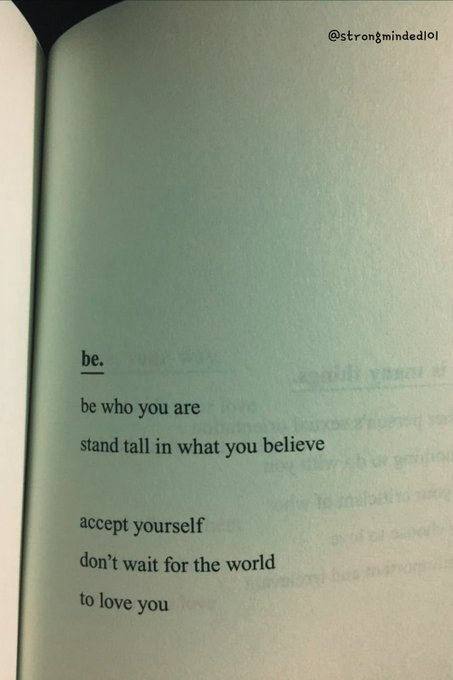 @strongminded101
be.
be who you are
stand tall in what you believe
accept yourself
don't wait for the world
to love you